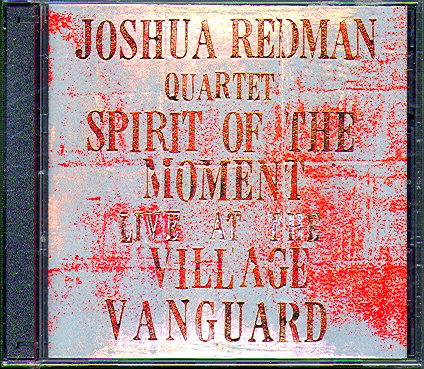 JOSHUA REDMAN
QUARTET
SPIRIT OF THE
MOMENT
LIVE AT THE
VILLAGE
VANGUARD